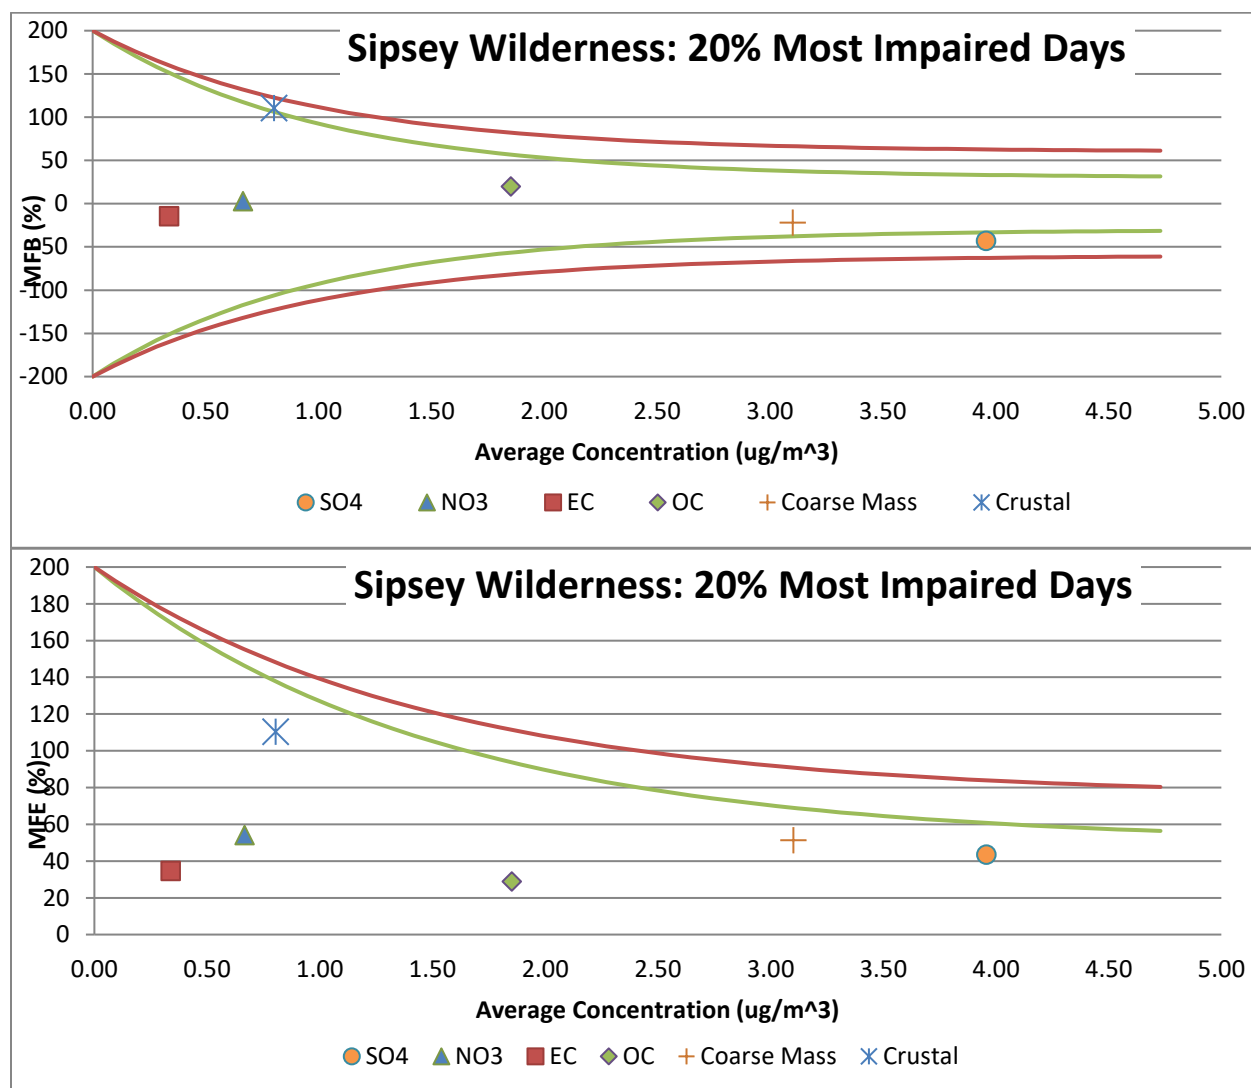 Sipsey Wilderness: 20% Most Impaired Days
200
150
100
50
0
-50
-100
-150
-200
MFB (%)
0.00 0.50 1.00 1.50 2.00 2.50 3.00 3.50 4.00 4.50 5.00
Average Concentration (ug/m^3)
SO4 NO3 EC OC Coarse Mass Crustal
Sipsey Wilderness: 20% Most Impaired Days
200
180
160
140
120
100
80
60
40
20
0
MFE (%)
0.00 0.50 1.00 1.50 2.00 2.50 3.00 3.50 4.00 4.50 5.00
Average Concentration (ug/m^3)
SO4 NO3 EC OC Coarse Mass Crustal